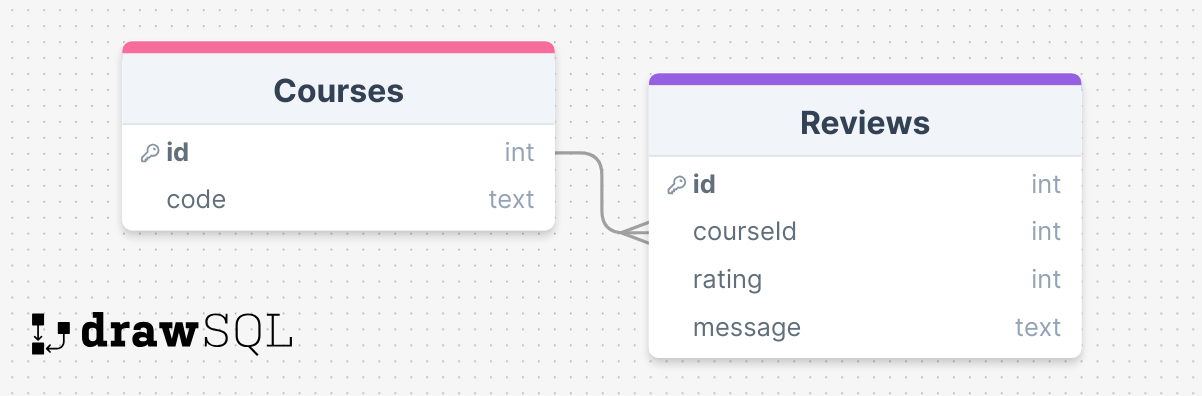 Courses
id int
code text
Reviews
id int
courseId int
rating int
message text
drawSQL